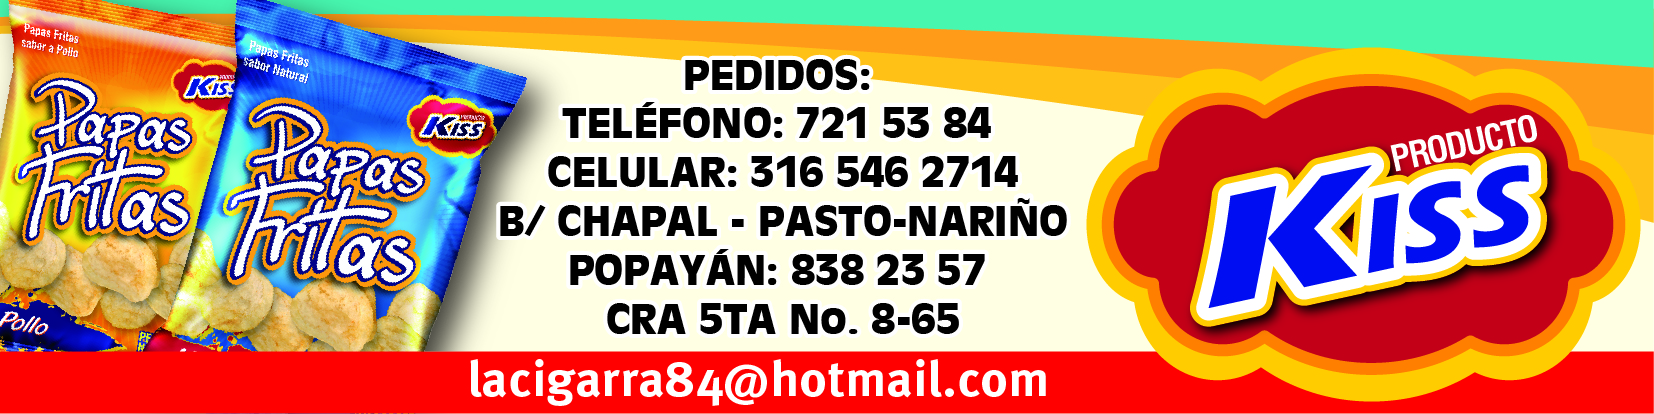 Papas Fritas
sabor a Pollo
Kiss
Papas
Fritas
Pollo
Papas Fritas
sabor Natural
PRODUCTO
Kiss
Papas
Fritas
PEDIDOS:
TELÉFONO: 721 53 84
CELULAR: 316 546 2714
B/ CHAPAL - PASTO-NARIÑO
POPAYÁN: 838 23 57
CRA 5TA No. 8-65
PRODUCTO
Kiss
lacigarra84@hotmail.com